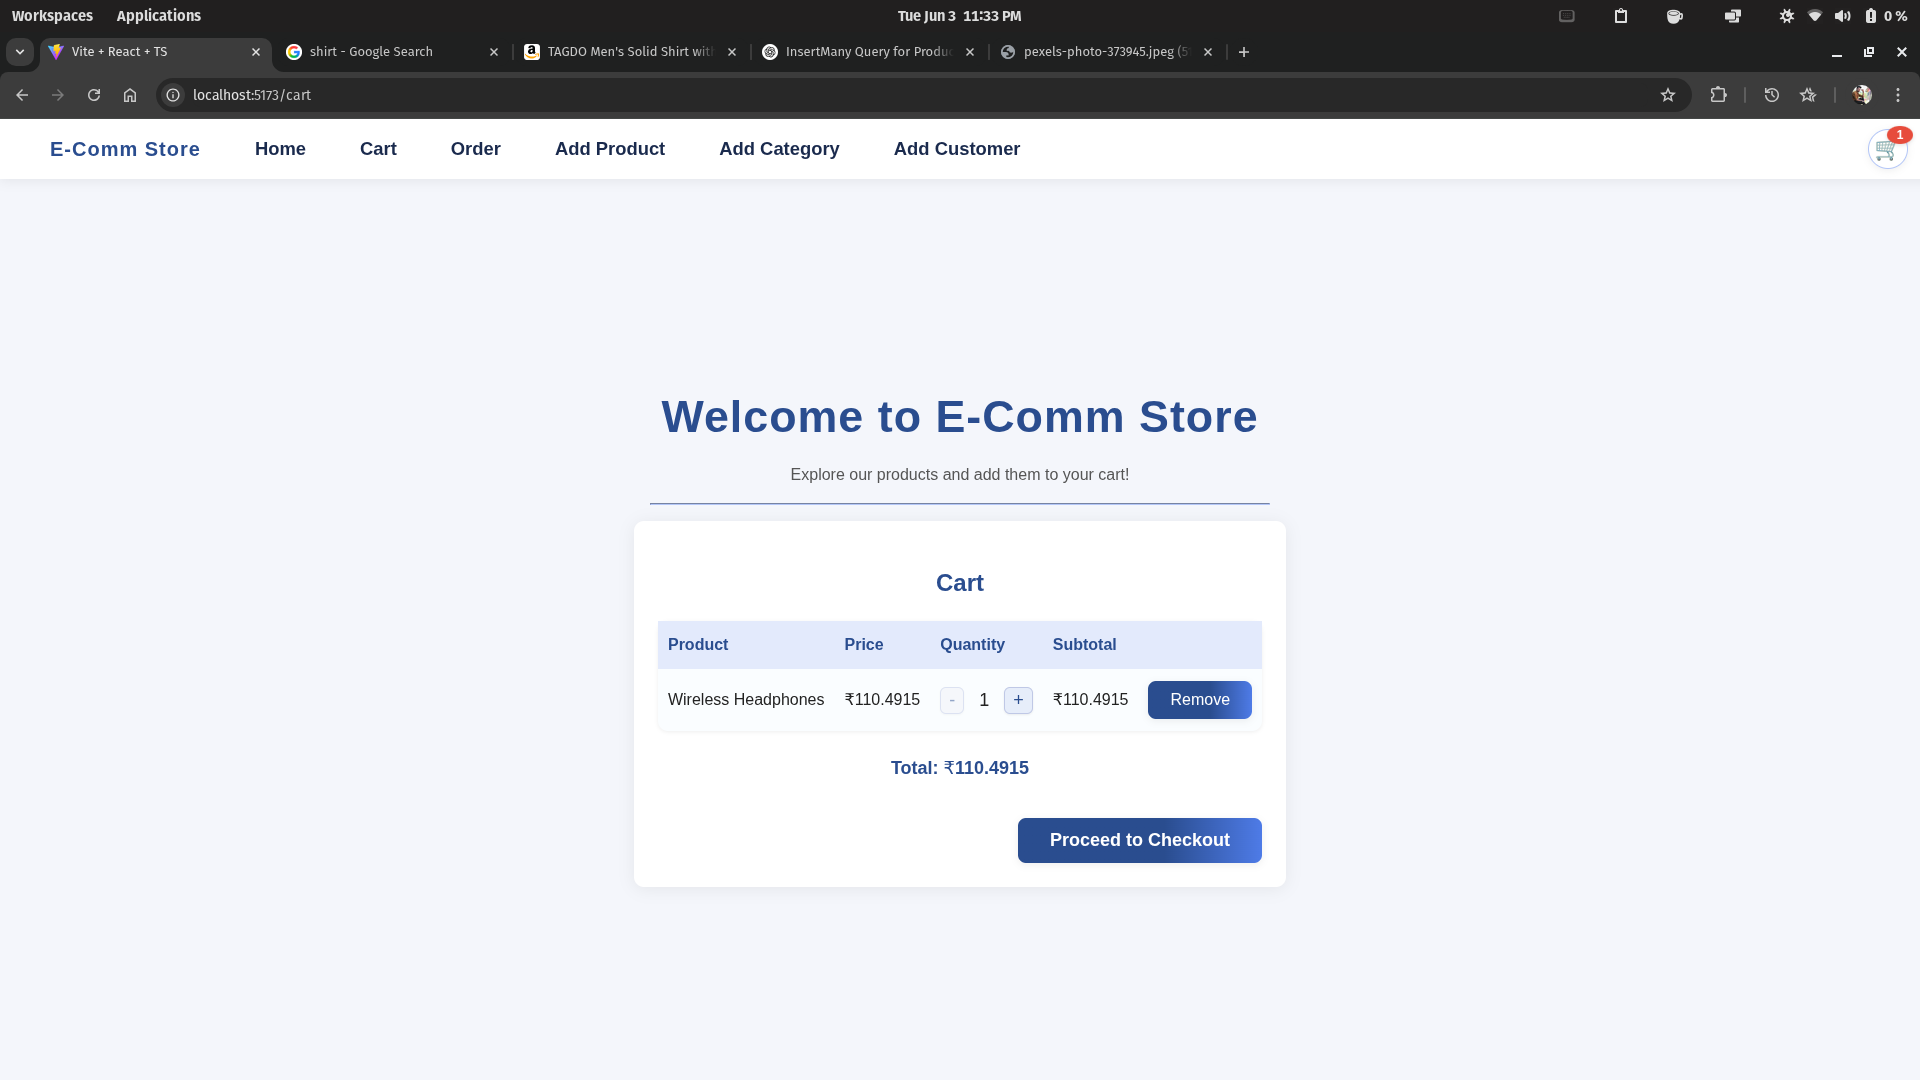 Workspaces Applications Tue Jun 3 11:33 PM 0 %
Vite + React + TS shirt - Google Search TAGDO Men's Solid Shirt with InsertMany Query for Produc pexels-photo-373945.jpeg (5
localhost:5173/cart
E-Comm Store Home Cart Order Add Product Add Category Add Customer 1
Welcome to E-Comm Store
Explore our products and add them to your cart!
Cart
Product Price Quantity Subtotal
Wireless Headphones ₹110.4915 - 1 + ₹110.4915 Remove
Total: ₹110.4915
Proceed to Checkout